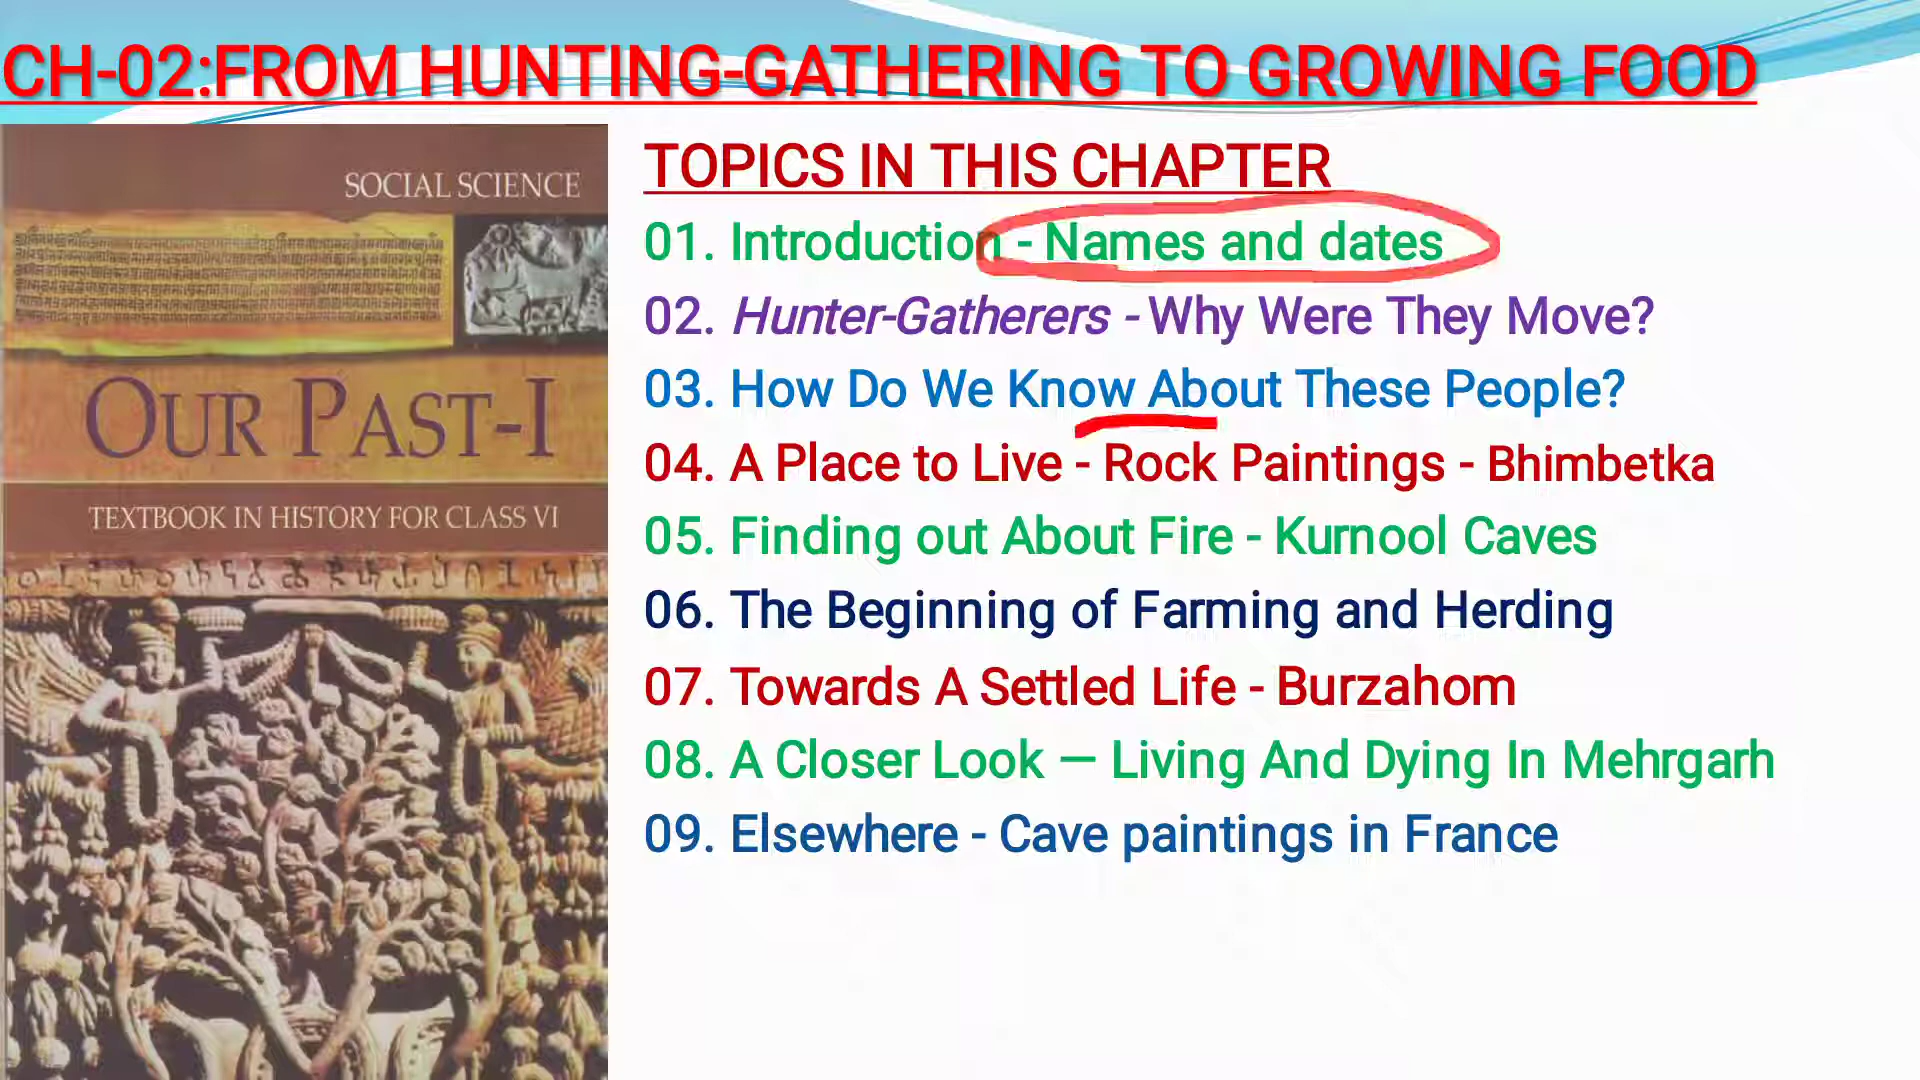 CH-02:FROM HUNTING-GATHERING TO GROWING FOOD
SOCIAL SCIENCE
OUR PAST-I
TEXTBOOK IN HISTORY FOR CLASS VI
TOPICS IN THIS CHAPTER
01. Introduction - Names and dates
02. Hunter-Gatherers - Why Were They Move?
03. How Do We Know About These People?
04. A Place to Live - Rock Paintings - Bhimbetka
05. Finding out About Fire - Kurnool Caves
06. The Beginning of Farming and Herding
07. Towards A Settled Life - Burzahom
08. A Closer Look — Living And Dying In Mehrgarh
09. Elsewhere - Cave paintings in France